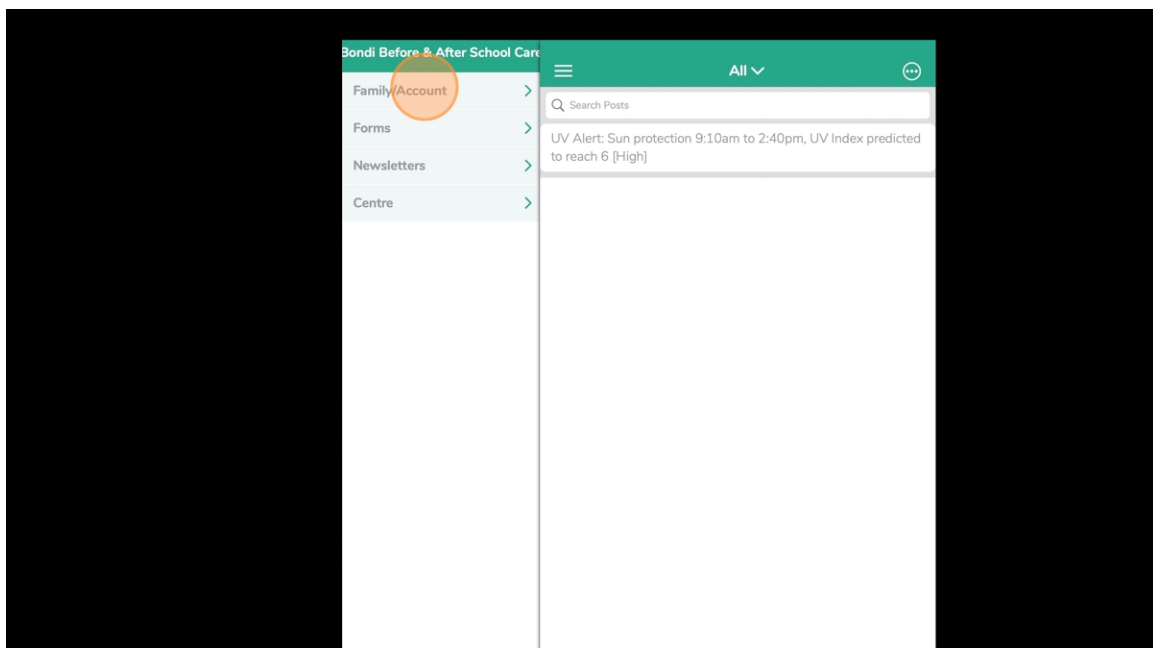 Bondi Before & After School Care
Family/Account
Forms
Newsletters
Centre
All
Search Posts
UV Alert: Sun protection 9:10am to 2:40pm, UV Index predicted
to reach 6 [High]